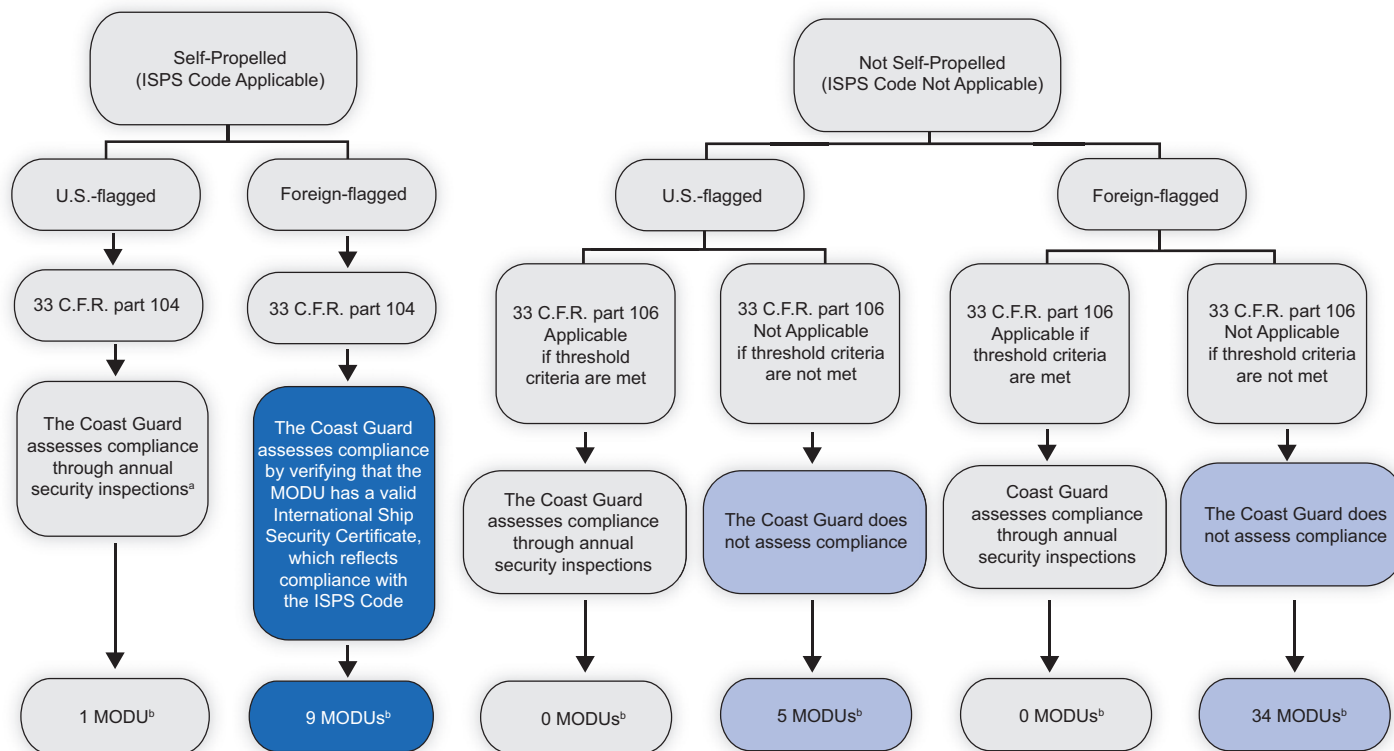 Self-Propelled
(ISPS Code Applicable)
Not Self-Propelled
(ISPS Code Not Applicable)
U.S.-flagged
Foreign-flagged
U.S.-flagged
Foreign-flagged
33 C.F.R. part 104
33 C.F.R. part 104
33 C.F.R. part 106
Applicable
if threshold
criteria are met
33 C.F.R. part 106
Not Applicable
if threshold criteria
are not met
33 C.F.R. part 106
Applicable if
threshold criteria
are met
33 C.F.R. part 106
Not Applicable
if threshold criteria
are not met
The Coast Guard
assesses compliance
through annual
security inspectionsᵃ
The Coast Guard
assesses compliance
by verifying that the
MODU has a valid
International Ship
Security Certificate,
which reflects
compliance with
the ISPS Code
The Coast Guard
assesses compliance
through annual
security inspections
The Coast Guard does
not assess compliance
Coast Guard
assesses compliance
through annual
security inspections
The Coast Guard does
not assess compliance
1 MODUᵇ
9 MODUsᵇ
0 MODUsᵇ
5 MODUsᵇ
0 MODUsᵇ
34 MODUsᵇ